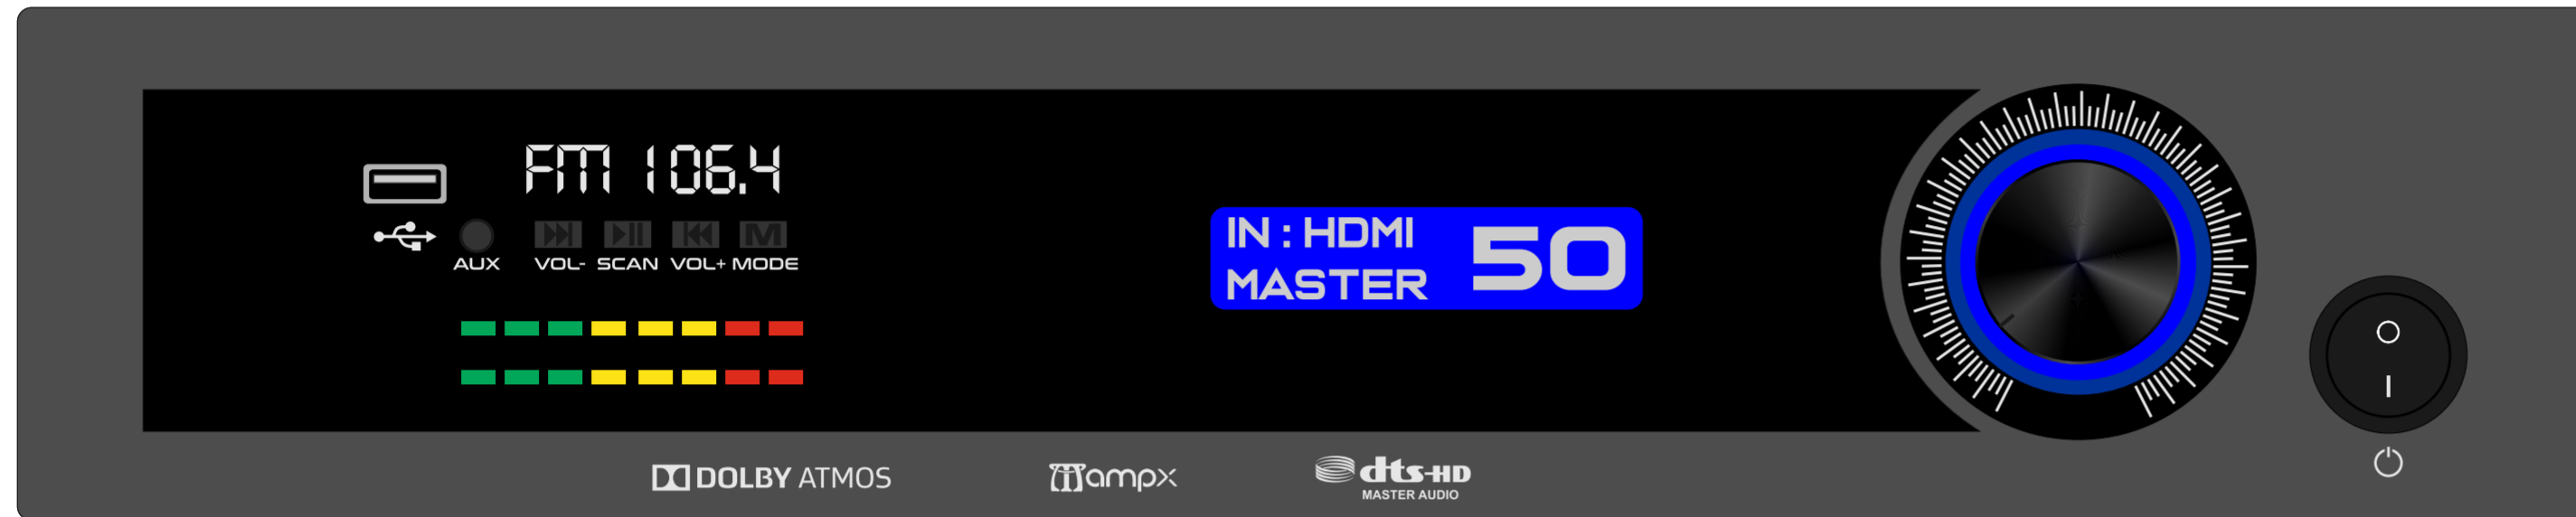 FM 106.4
AUX VOL- SCAN VOL+ MODE
M
IN : HDMI
MASTER
50
DOLBY ATMOS
ampx
dts-HD
MASTER AUDIO